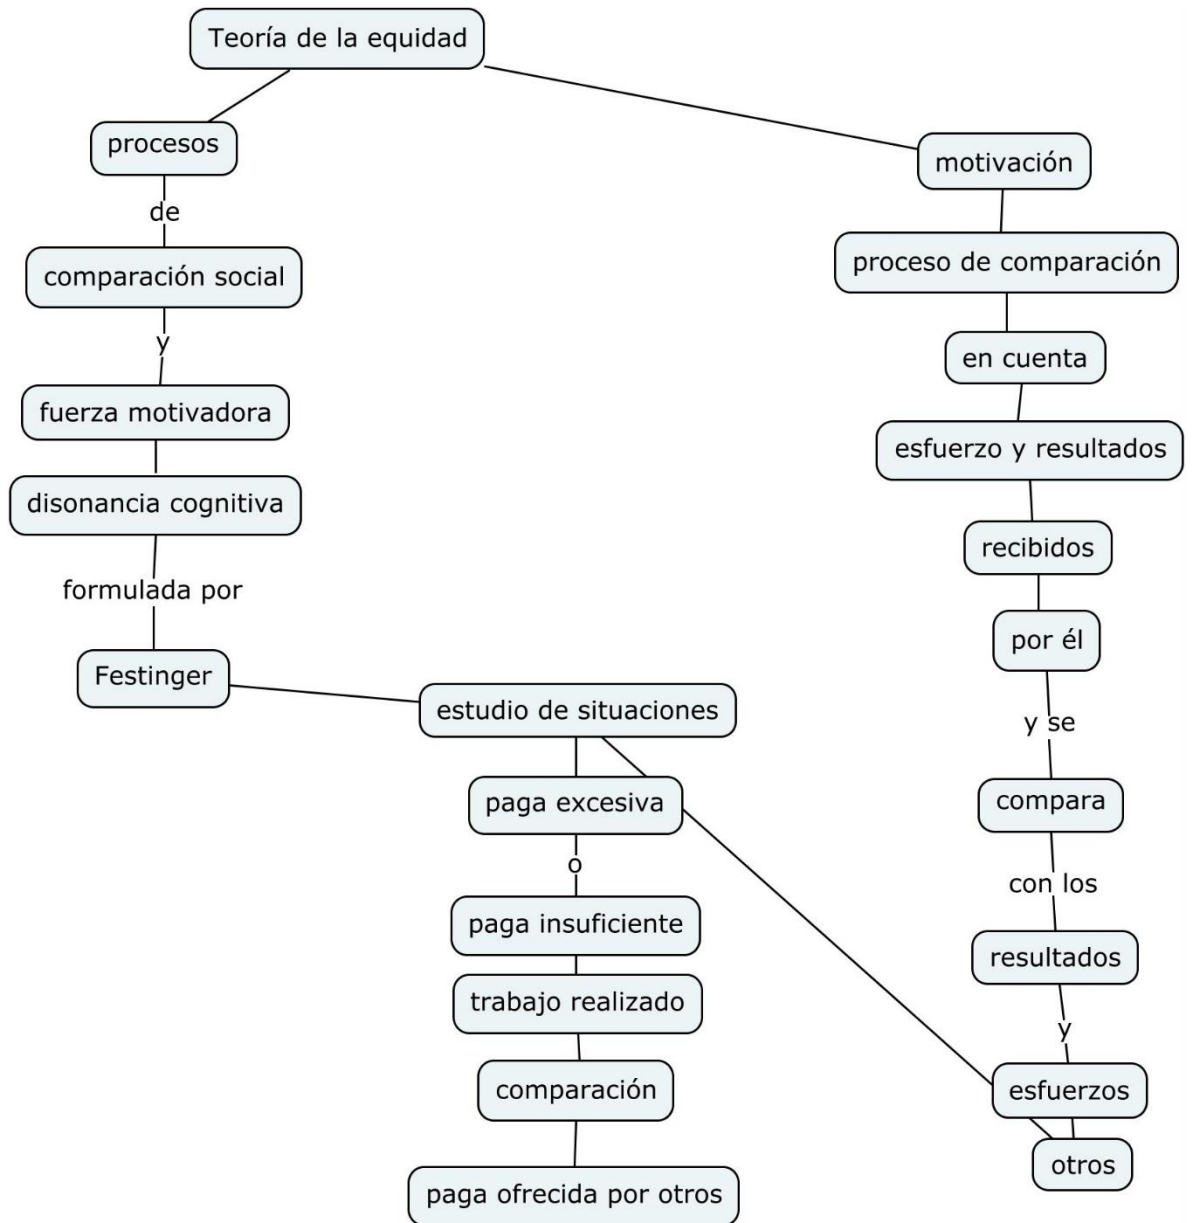 Teoría de la equidad
procesos
de
comparación social
y
fuerza motivadora
disonancia cognitiva
formulada por
Festinger
estudio de situaciones
paga excesiva
o
paga insuficiente
trabajo realizado
comparación
paga ofrecida por otros
motivación
proceso de comparación
en cuenta
esfuerzo y resultados
recibidos
por él
y se
compara
con los
resultados
y
esfuerzos
otros